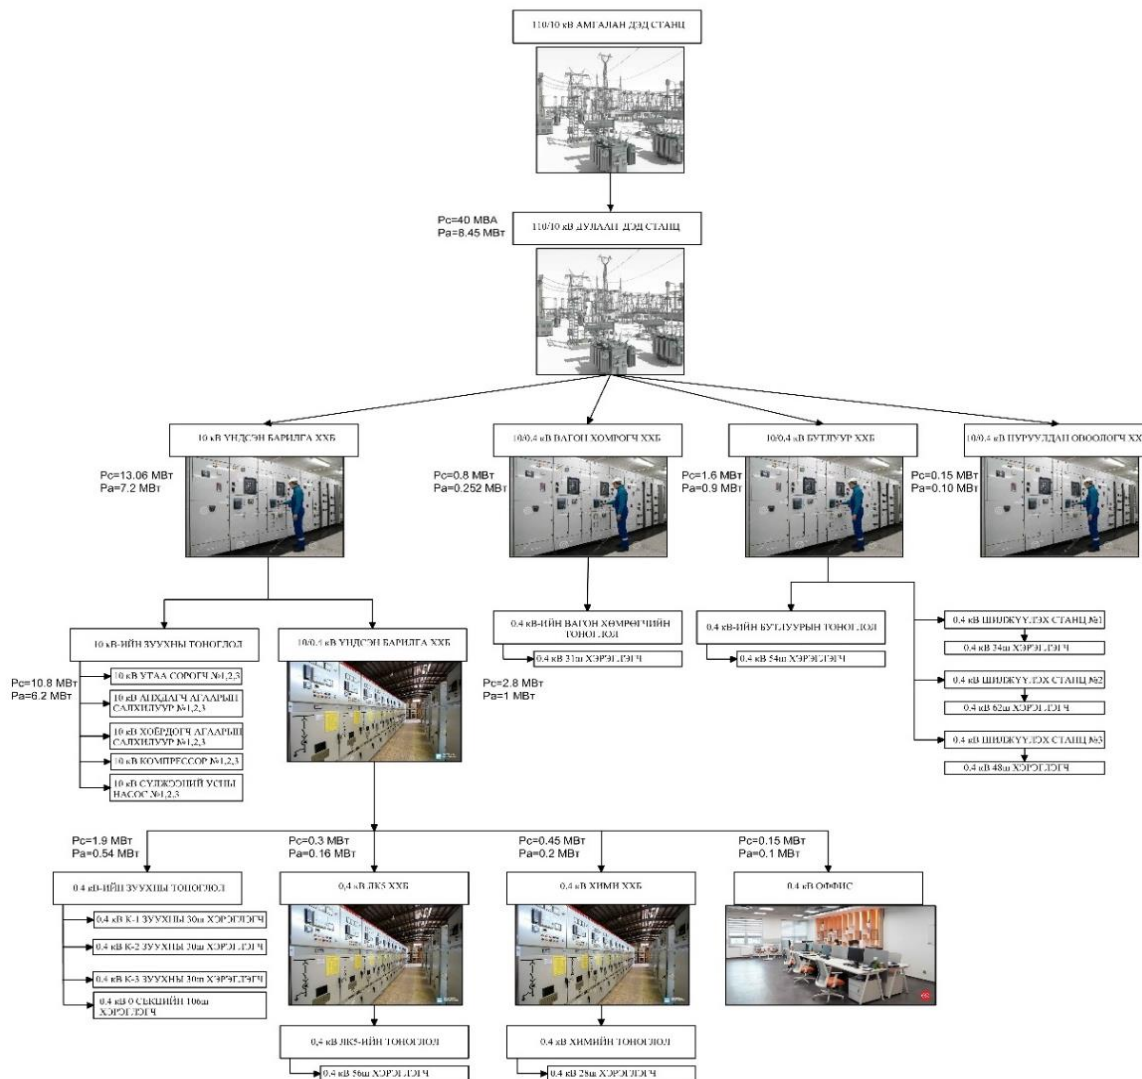 110/10 кВ АМГАЛАН ДЭД СТАНЦ
Pc=40 МВА
Pa=8.45 МВт
110/10 кВ ДУЛААН ДЭД СТАНЦ
10 кВ ҮНДСЭН БАРИЛГА ХХБ
10/0.4 кВ ВАГОН ХӨМРӨГЧ ХХБ
10/0.4 кВ БУТЛУУР ХХБ
10/0.4 кВ НУРУУЛДАН ОВООЛОГЧ ХХ
Pc=13.06 МВт
Pa=7.2 МВт
Pc=0.8 МВт
Pa=0.252 МВт
Pc=1.6 МВт
Pa=0.9 МВт
Pc=0.15 МВт
Pa=0.10 МВт
10 кВ-ИЙН ЗУУХНЫ ТОНОГЛОЛ
10/0.4 кВ ҮНДСЭН БАРИЛГА ХХБ
0.4 кВ-ИЙН ВАГОН ХӨМРӨГЧИЙН
ТОНОГЛОЛ
0.4 кВ-ИЙН БУТЛУУРЫН ТОНОГЛОЛ
0.4 кВ ШИЛЖҮҮЛЭХ СТАНЦ №1
0.4 кВ 34ш ХЭРЭГЛЭГЧ
0.4 кВ 31ш ХЭРЭГЛЭГЧ
0.4 кВ 54ш ХЭРЭГЛЭГЧ
Pc=10.8 МВт
Pa=6.2 МВт
Pc=2.8 МВт
Pa=1 МВт
10 кВ УТАА СОРОГЧ №1,2,3
10 кВ АНХДАГЧ АГААРЫН
САЛХИЛУУР №1,2,3
10 кВ ХОЁРДОГЧ АГААРЫН
САЛХИЛУУР №1,2,3
10 кВ КОМПРЕССОР №1,2,3
10 кВ СҮЛЖЭЭНИЙ УСНЫ
НАСОС №1,2,3
0.4 кВ ШИЛЖҮҮЛЭХ СТАНЦ №2
0.4 кВ 62ш ХЭРЭГЛЭГЧ
0.4 кВ ШИЛЖҮҮЛЭХ СТАНЦ №3
0.4 кВ 48ш ХЭРЭГЛЭГЧ
Pc=1.9 МВт
Pa=0.54 МВт
Pc=0.3 МВт
Pa=0.16 МВт
Pc=0.45 МВт
Pa=0.2 МВт
Pc=0.15 МВт
Pa=0.1 МВт
0.4 кВ-ИЙН ЗУУХНЫ ТОНОГЛОЛ
0,4 кВ ЛК5 ХХБ
0.4 кВ ХИМИ ХХБ
0.4 кВ ОФФИС
0.4 кВ К-1 ЗУУХНЫ 30ш ХЭРЭГЛЭГЧ
0.4 кВ К-2 ЗУУХНЫ 30ш ХЭРЭГЛЭГЧ
0.4 кВ К-3 ЗУУХНЫ 30ш ХЭРЭГЛЭГЧ
0.4 кВ 0 СЕКЦИЙН 106ш
ХЭРЭГЛЭГЧ
0,4 кВ ЛК5-ИЙН ТОНОГЛОЛ
0.4 кВ ХИМИЙН ТОНОГЛОЛ
0.4 кВ 56ш ХЭРЭГЛЭГЧ
0.4 кВ 28ш ХЭРЭГЛЭГЧ